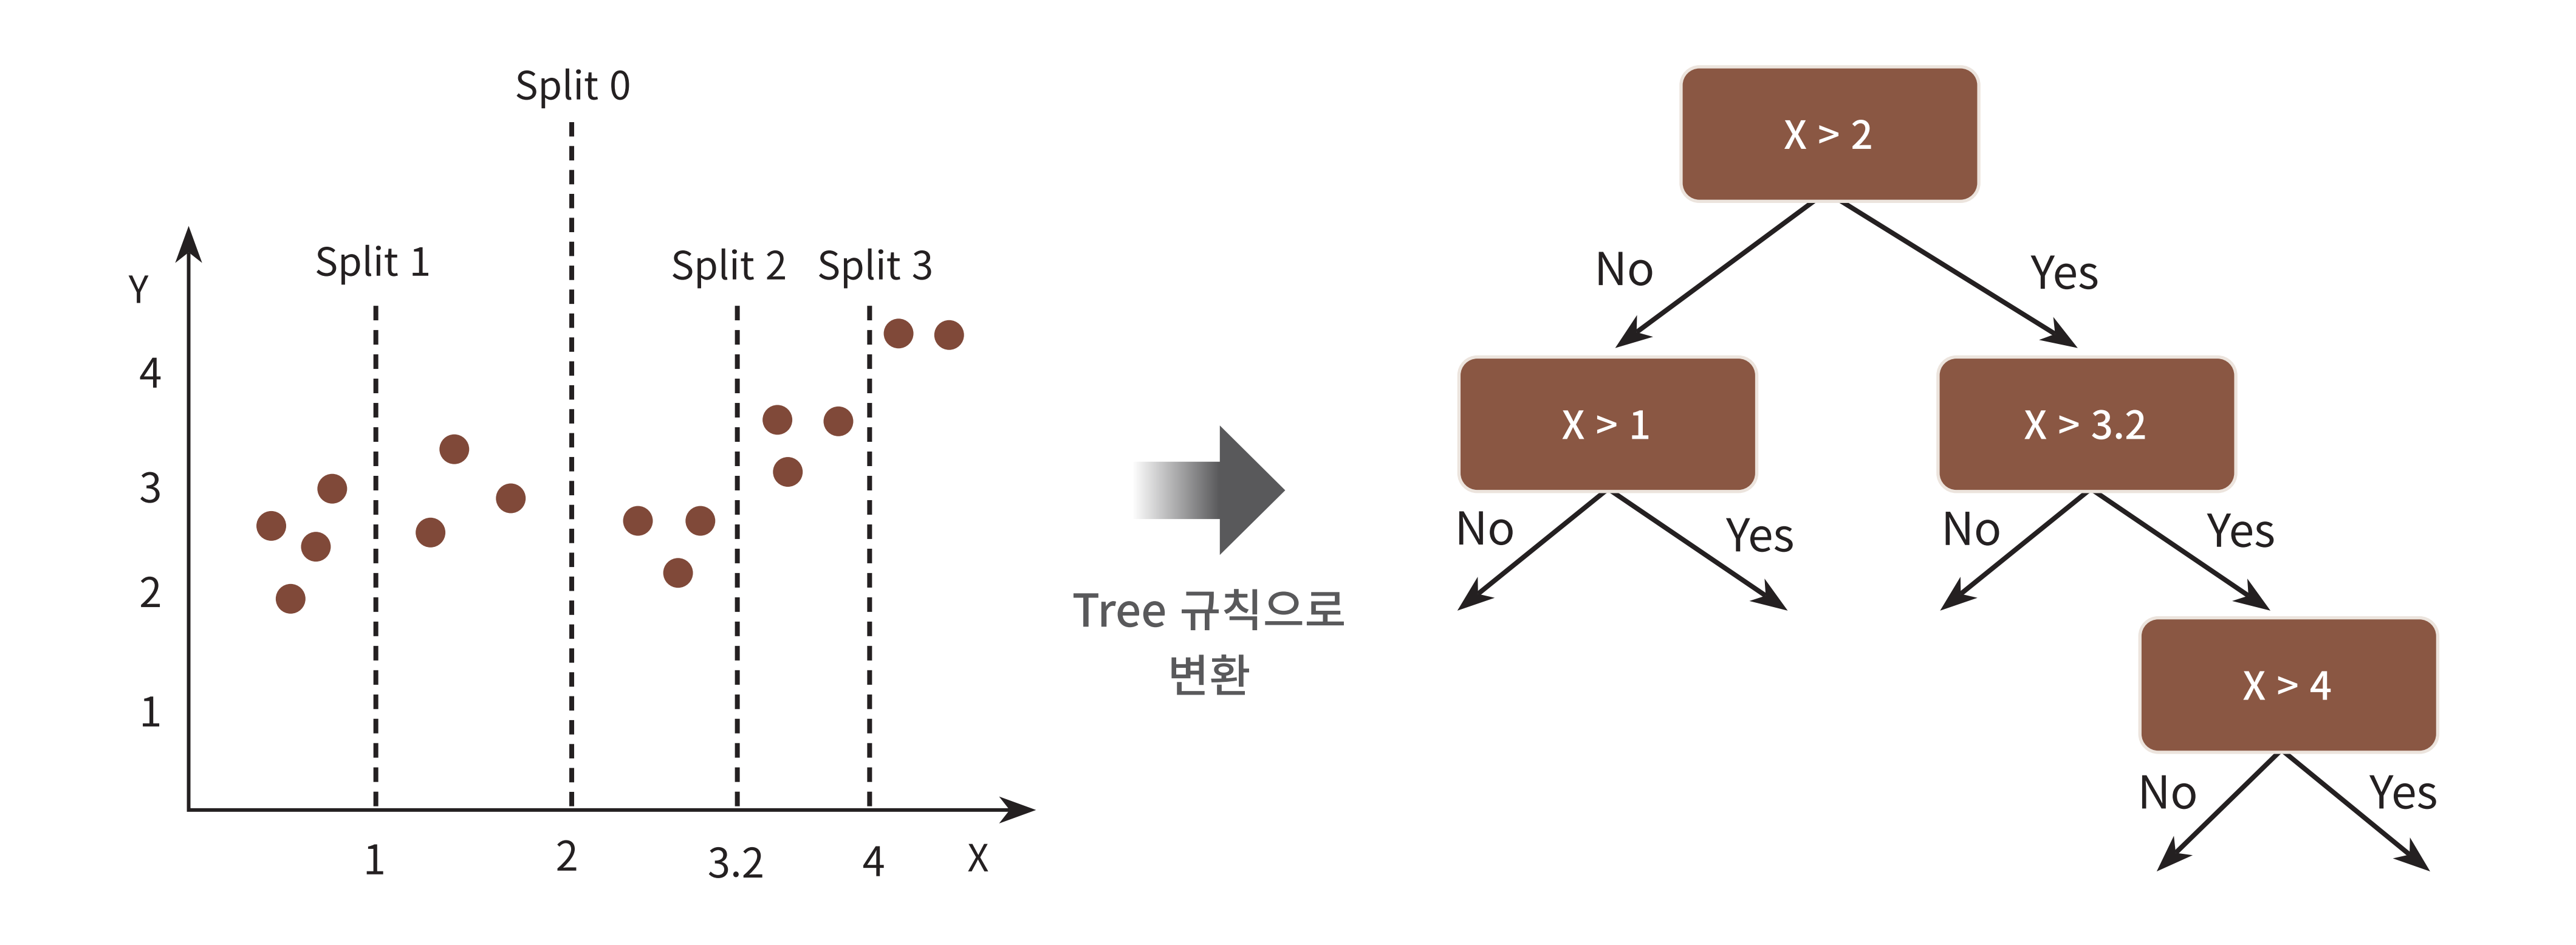 Split 0
Split 1
Split 2
Split 3
Y
4
3
2
1
1
2
3.2
4
X
Tree 규칙으로
변환
X > 2
No
Yes
X > 1
X > 3.2
No
Yes
No
Yes
X > 4
No
Yes